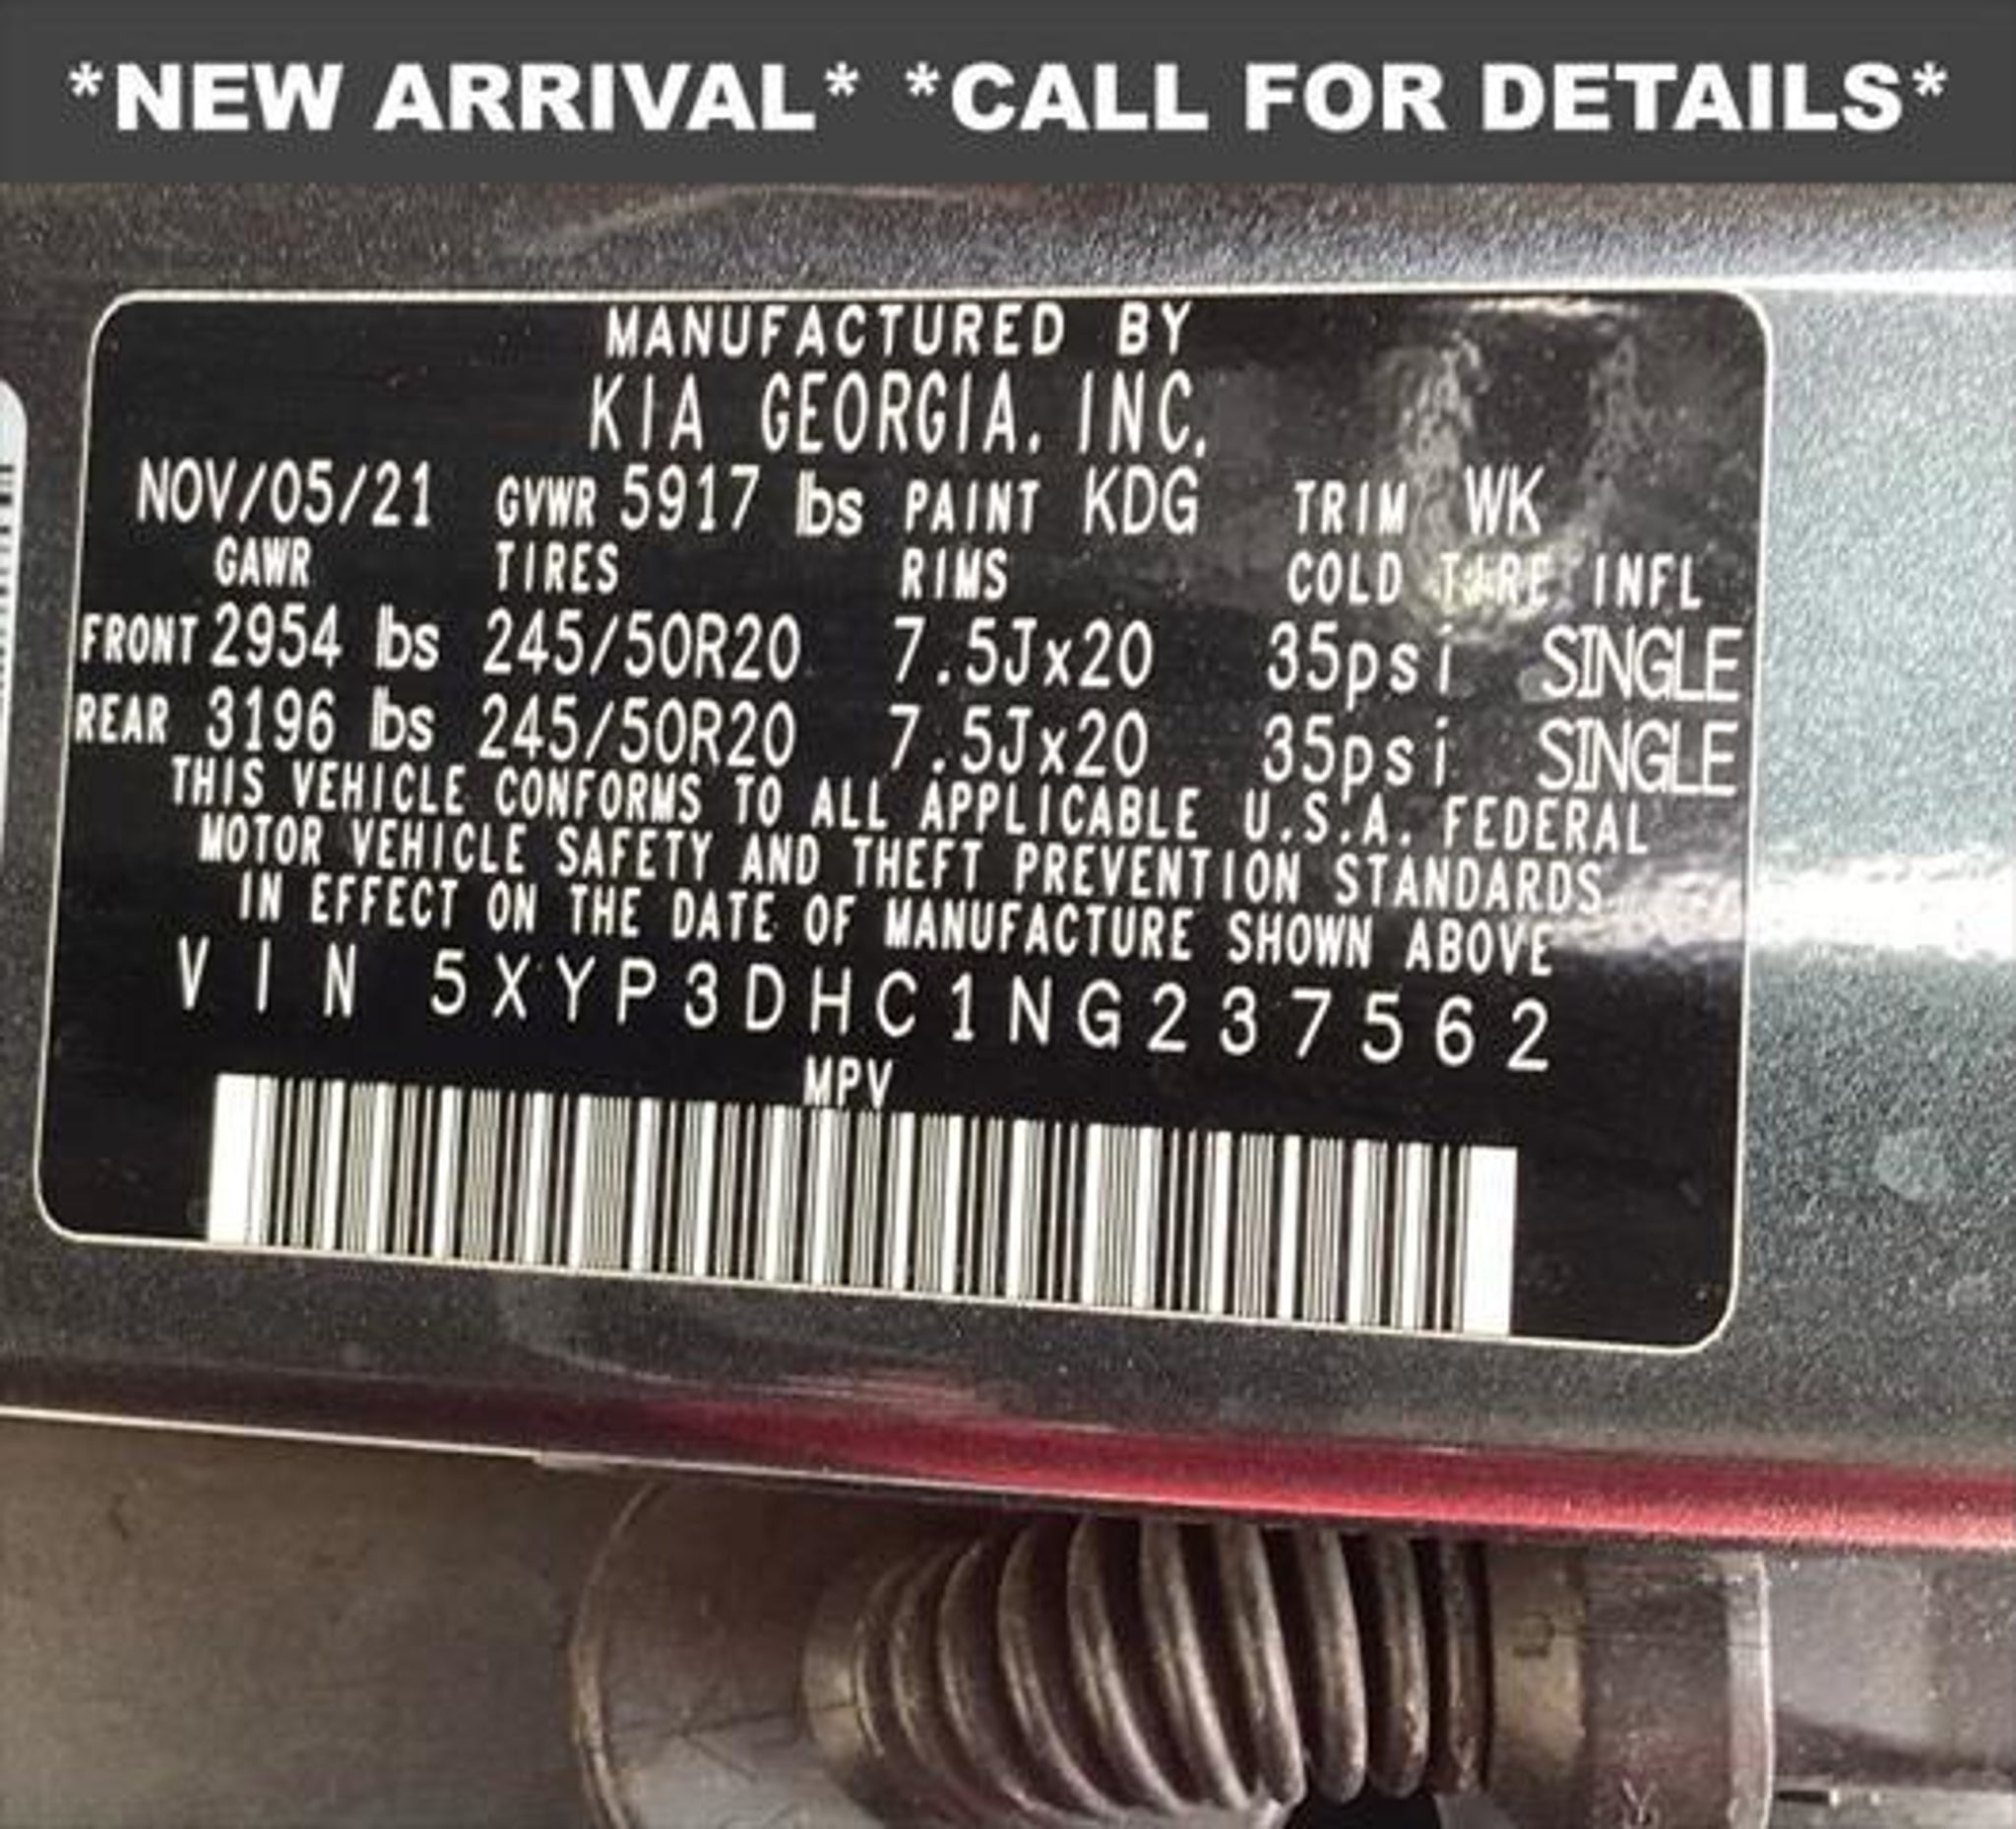 *NEW ARRIVAL* *CALL FOR DETAILS*
MANUFACTURED BY
KIA GEORGIA, INC.
NOV/05/21 GVWR 5917 lbs PAINT KDG TRIM WK
GAWR TIRES RIMS COLD TIRE INFL
FRONT 2954 lbs 245/50R20 7.5Jx20 35psi SINGLE
REAR 3196 lbs 245/50R20 7.5Jx20 35psi SINGLE
THIS VEHICLE CONFORMS TO ALL APPLICABLE U.S.A. FEDERAL
MOTOR VEHICLE SAFETY AND THEFT PREVENTION STANDARDS
IN EFFECT ON THE DATE OF MANUFACTURE SHOWN ABOVE
VIN 5XYP3DHC1NG237562
MPV